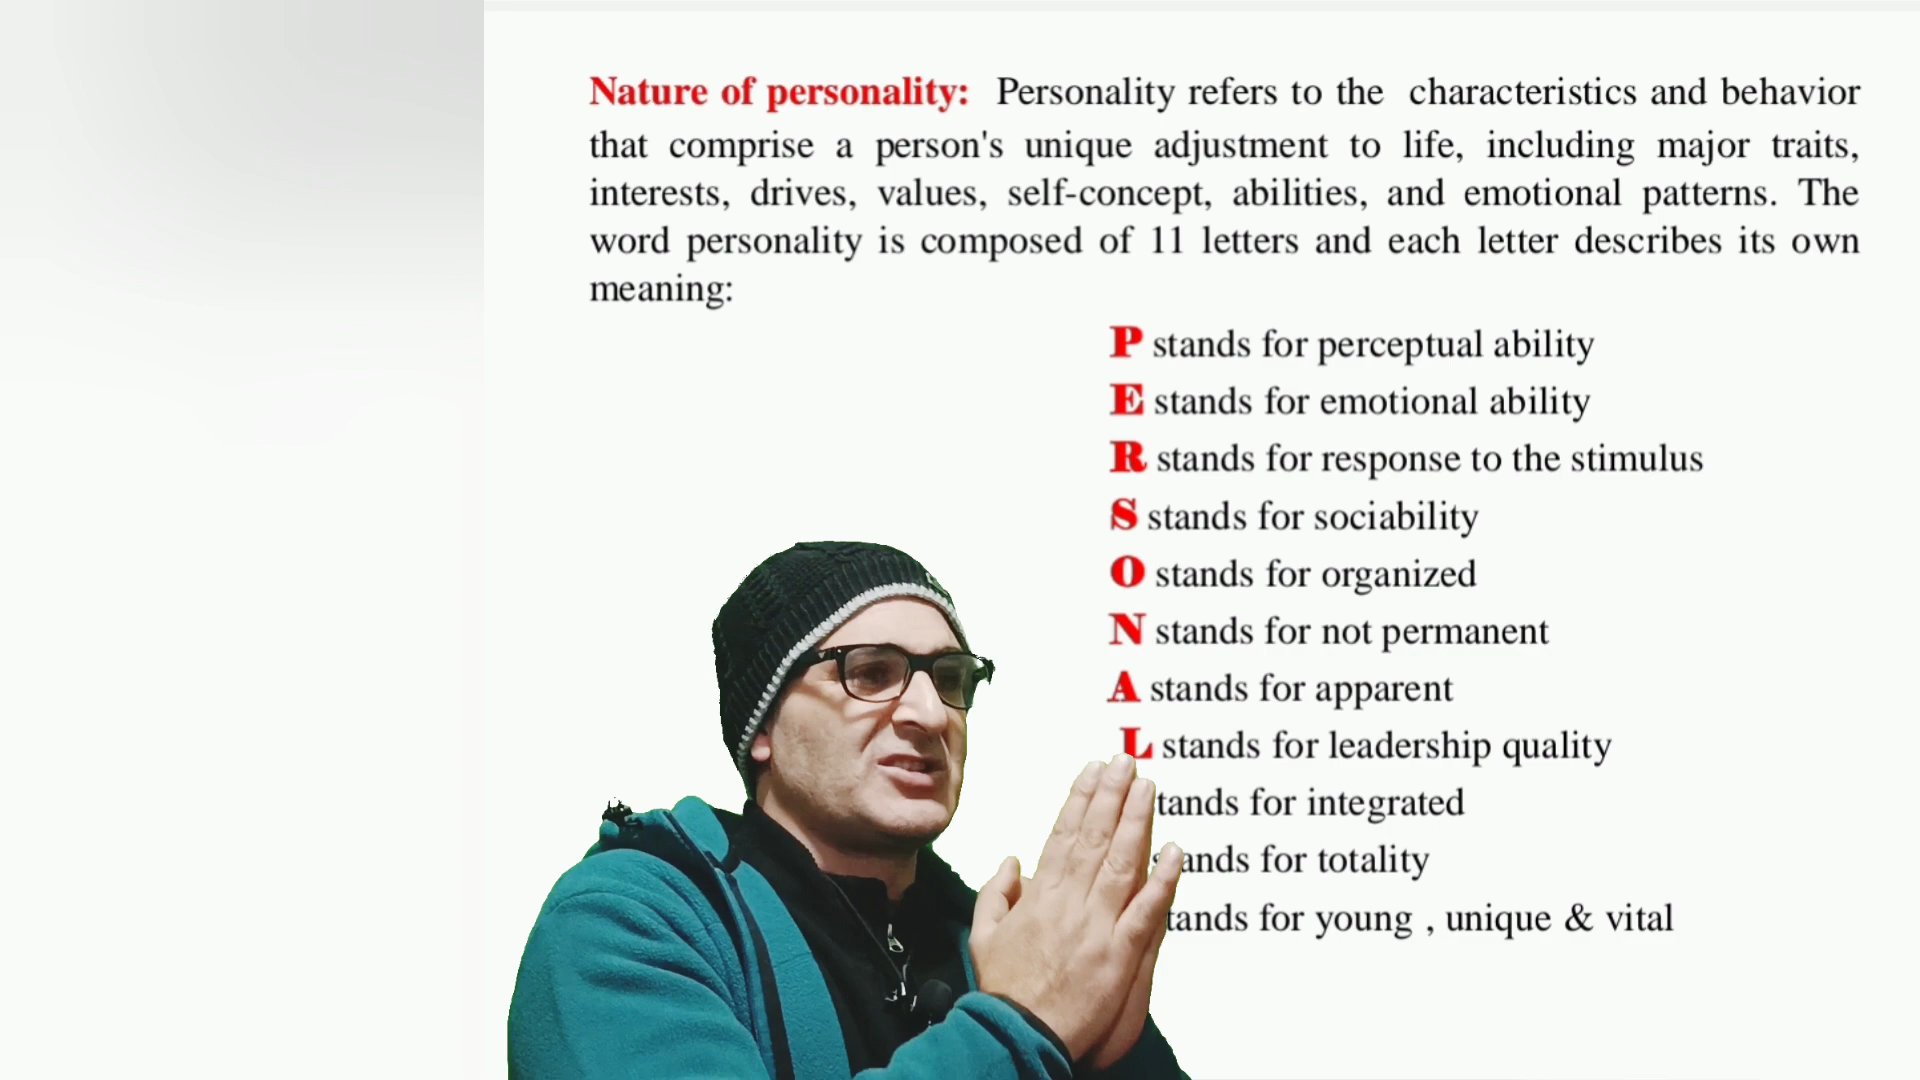 Nature of personality: Personality refers to the characteristics and behavior
that comprise a person's unique adjustment to life, including major traits,
interests, drives, values, self-concept, abilities, and emotional patterns. The
word personality is composed of 11 letters and each letter describes its own
meaning:
P stands for perceptual ability
E stands for emotional ability
R stands for response to the stimulus
S stands for sociability
O stands for organized
N stands for not permanent
A stands for apparent
L stands for leadership quality
tands for integrated
ands for totality
tands for young , unique & vital